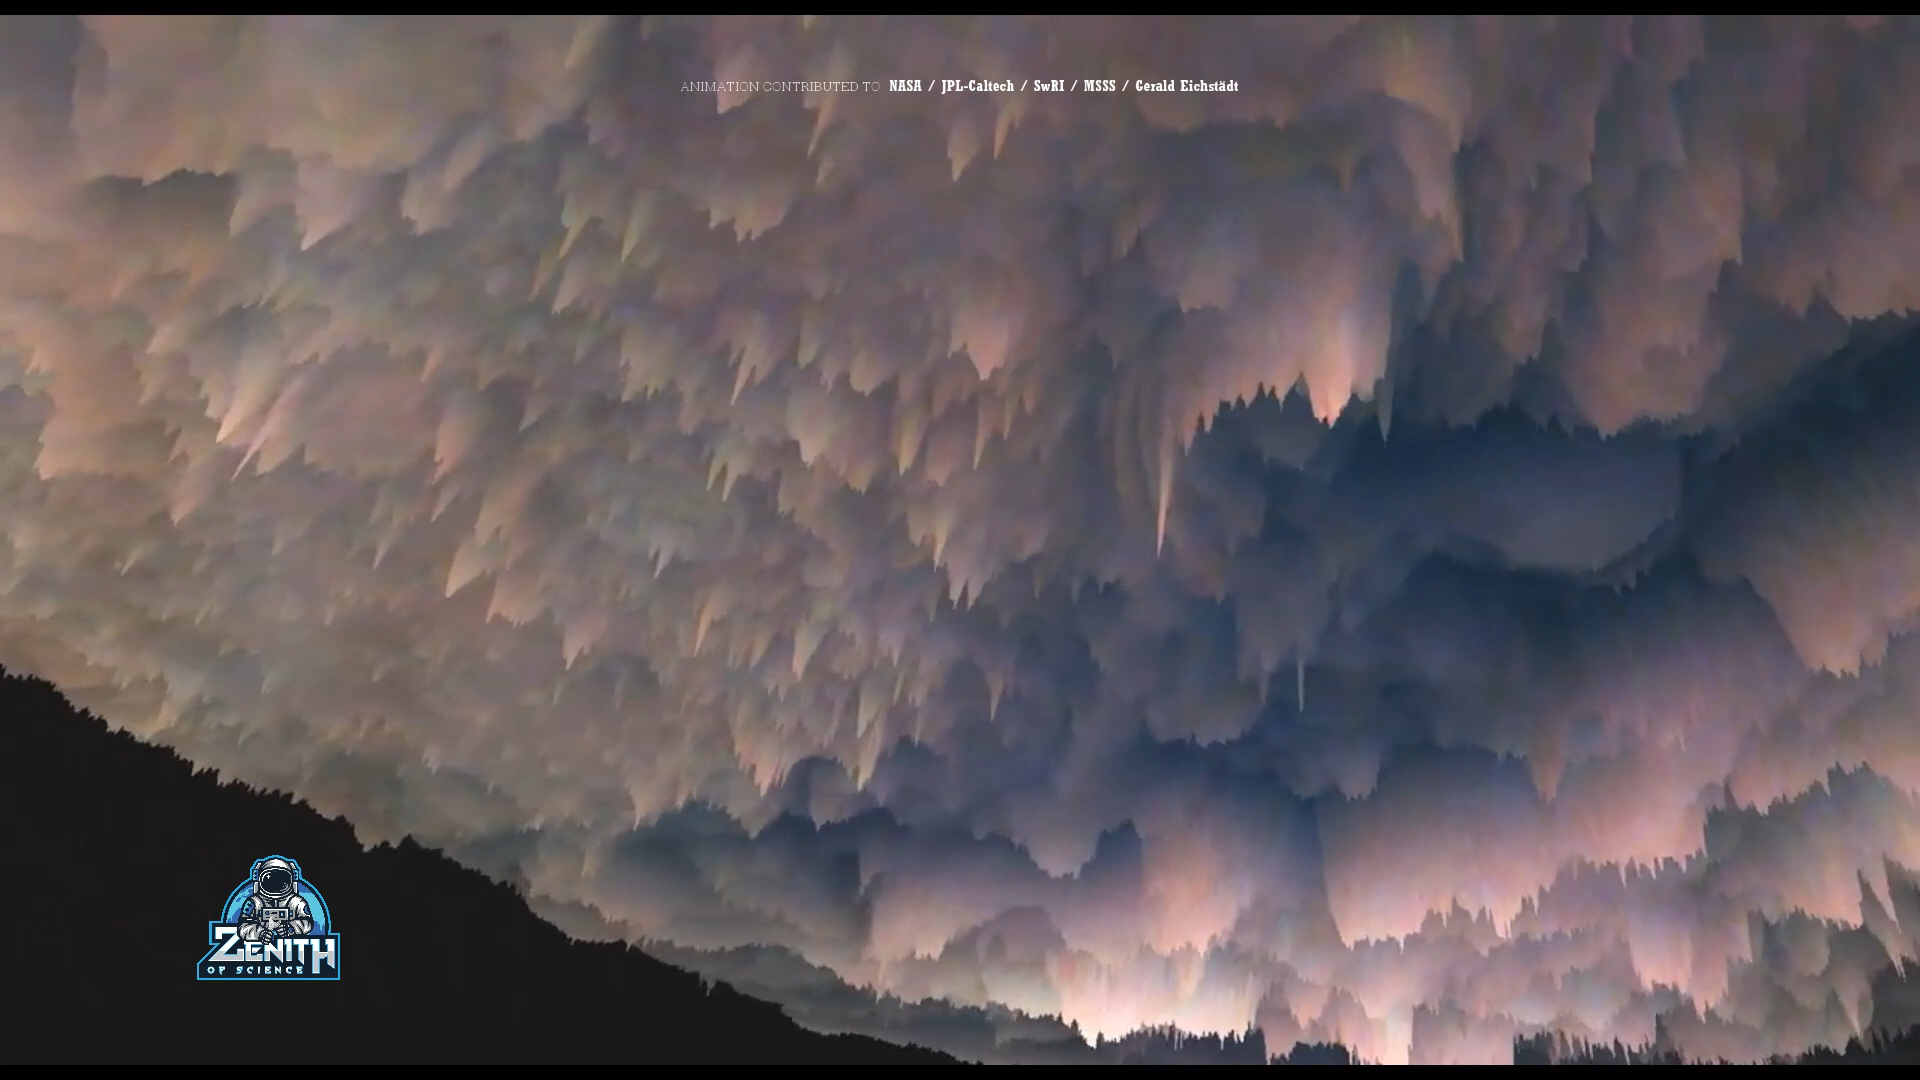 ANIMATION CONTRIBUTED TO NASA / JPL-Caltech / SwRI / MSSS / Gerald Eichstädt
ZENITH
OF SCIENCE